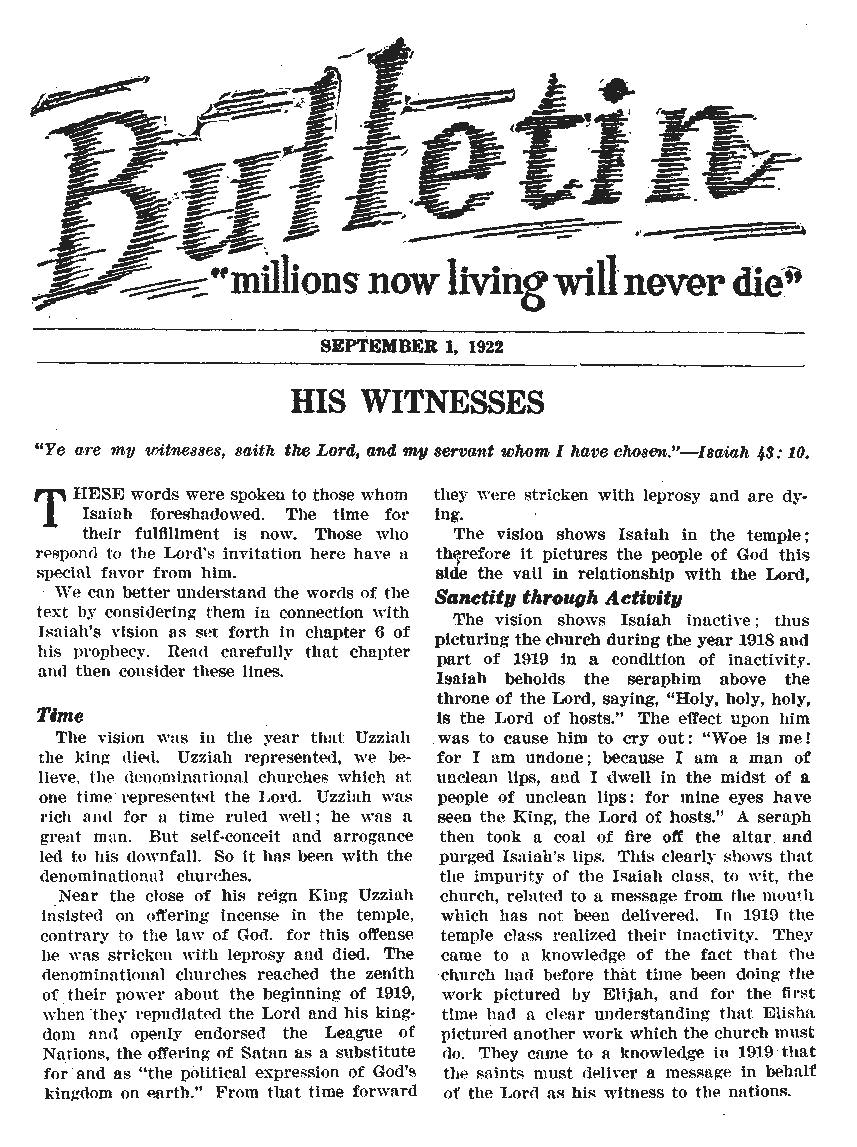 Bulletin
"millions now living will never die"
SEPTEMBER 1, 1922
HIS WITNESSES
"Ye are my witnesses, saith the Lord, and my servant whom I have chosen."—Isaiah 43: 10.
THESE words were spoken to those whom
Isaiah foreshadowed. The time for
their fulfillment is now. Those who
respond to the Lord's invitation here have a
special favor from him.
We can better understand the words of the
text by considering them in connection with
Isaiah's vision as set forth in chapter 6 of
his prophecy. Read carefully that chapter
and then consider these lines.
Time
The vision was in the year that Uzziah
the king died. Uzziah represented, we be-
lieve, the denominational churches which at
one time represented the Lord. Uzziah was
rich and for a time ruled well; he was a
great man. But self-conceit and arrogance
led to his downfall. So it has been with the
denominational churches.
Near the close of his reign King Uzziah
insisted on offering incense in the temple,
contrary to the law of God. for this offense
he was stricken with leprosy and died. The
denominational churches reached the zenith
of their power about the beginning of 1919,
when they repudiated the Lord and his king-
dom and openly endorsed the League of
Nations, the offering of Satan as a substitute
for and as "the political expression of God's
kingdom on earth." From that time forward
they were stricken with leprosy and are dy-
ing.
The vision shows Isaiah in the temple;
therefore it pictures the people of God this
side the vail in relationship with the Lord,
Sanctity through Activity
The vision shows Isaiah inactive; thus
picturing the church during the year 1918 and
part of 1919 in a condition of inactivity.
Isaiah beholds the seraphim above the
throne of the Lord, saying, "Holy, holy, holy,
is the Lord of hosts." The effect upon him
was to cause him to cry out: "Woe is me!
for I am undone; because I am a man of
unclean lips, and I dwell in the midst of a
people of unclean lips: for mine eyes have
seen the King, the Lord of hosts." A seraph
then took a coal of fire off the altar and
purged Isaiah's lips. This clearly shows that
the impurity of the Isaiah class, to wit, the
church, related to a message from the mouth
which has not been delivered. In 1919 the
temple class realized their inactivity. They
came to a knowledge of the fact that the
church had before that time been doing the
work pictured by Elijah, and for the first
time had a clear understanding that Elisha
pictured another work which the church must
do. They came to a knowledge in 1919 that
the saints must deliver a message in behalf
of the Lord as his witness to the nations.